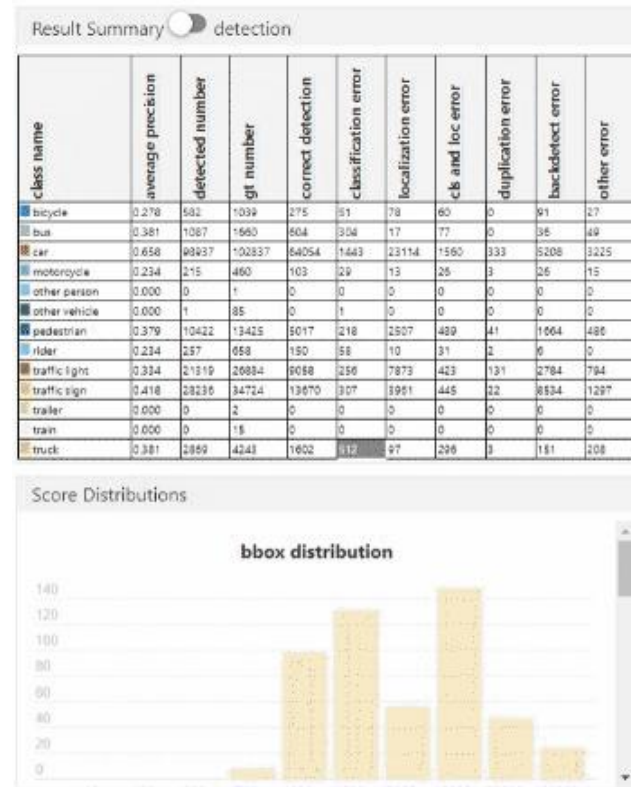 Result Summary detection
class name average precision detected number gt number correct detection classification error localization error cls and loc error duplication error backdetect error other error
bicycle 0.278 582 1039 275 51 78 60 0 91 27
bus 0.381 1087 1660 604 304 17 77 0 36 49
car 0.658 98937 102837 64054 1443 23114 1560 333 5208 3225
motorcycle 0.234 215 460 103 29 13 26 3 26 15
other person 0.000 0 1 0 0 0 0 0 0 0
other vehicle 0.000 1 85 0 1 0 0 0 0 0
pedestrian 0.379 10422 13425 5017 218 2507 489 41 1664 486
rider 0.234 257 658 150 58 10 31 2 6 0
traffic light 0.334 21319 26884 9058 256 7873 423 131 2784 794
traffic sign 0.418 28236 34724 13670 307 3961 445 22 8534 1297
trailer 0.000 0 2 0 0 0 0 0 0 0
train 0.000 0 15 0 0 0 0 0 0 0
truck 0.381 2869 4243 1602 512 97 296 3 151 208
Score Distributions
bbox distribution
140
120
100
80
60
40
20
0